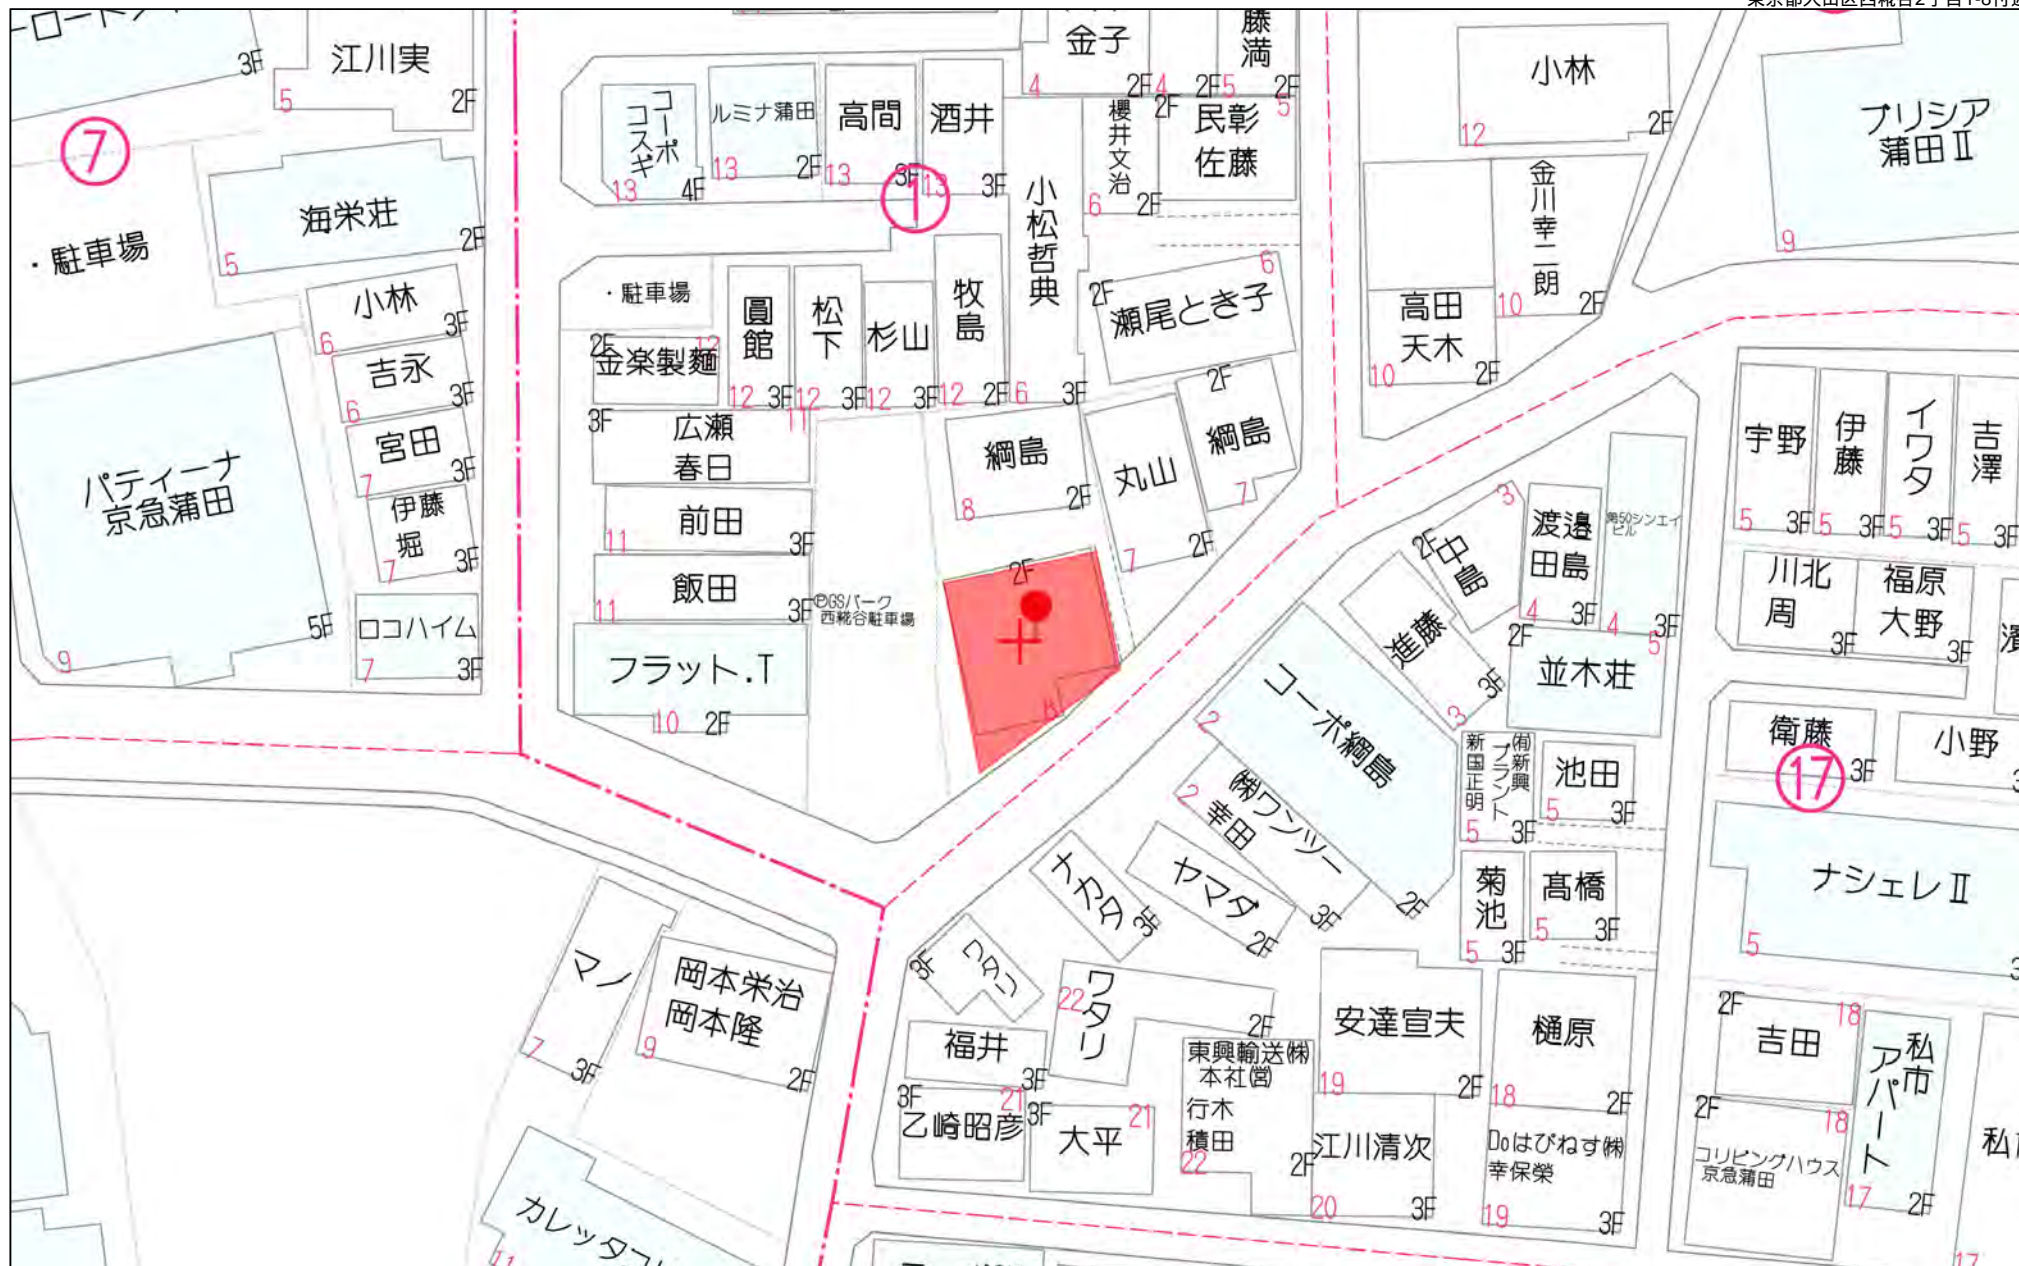 江川実
5
2F
3F
7
海栄荘
5
2F
・駐車場
小林
6
3F
吉永
6
3F
宮田
7
3F
伊藤
堀
7
3F
ロコハイム
7
3F
パティーナ
京急蒲田
9
5F
コーポ
コスギ
13
4F
ルミナ蒲田
13
2F
高間
13
3F
酒井
13
3F
1
金子
4
2F
4
2F
藤満
5
2F
櫻井文治
6
2F
2F
民彰
佐藤
5
小松哲典
6
3F
瀬尾とき子
2F
6
・駐車場
金楽製麺
2F
12
圓館
12
3F
松下
12
3F
杉山
12
3F
牧島
12
2F
広瀬
春日
3F
11
前田
11
3F
飯田
11
3F
フラット.T
10
2F
ⓅGSパーク
西糀谷駐車場
綱島
8
2F
丸山
7
2F
綱島
7
2F
2F
8
小林
12
2F
金川幸二朗
10
2F
高田
天木
10
2F
ブリシア
蒲田Ⅱ
9
宇野
5
3F
伊藤
5
3F
イワタ
5
3F
吉澤
5
3F
川北
周
3F
福原
大野
3F
衛藤
3F
小野
17
ナシェレⅡ
5
中島
2F
3
渡邉
田島
4
3F
第50シンエイ
ビル
4
3F
進藤
3
3F
並木荘
2F
5
コーポ綱島
2
2F
㈱ワンツー
幸田
2
3F
㈲新興
プラント
新国正明
5
3F
池田
5
3F
菊池
5
3F
髙橋
5
3F
ナカタ
3F
ヤマダ
2F
ワタリ
3F
ワタリ
22
2F
福井
3F
乙崎昭彦
3F
21
大平
3F
21
東興輸送㈱
本社(営)
行木
積田
22
2F
安達宣夫
19
2F
樋原
18
2F
江川清次
20
3F
Doはぴねす㈱
幸保榮
19
3F
吉田
2F
18
コリビングハウス
京急蒲田
2F
18
私市
アパート
17
2F
17
マノ
7
3F
岡本栄治
岡本隆
9
2F
11